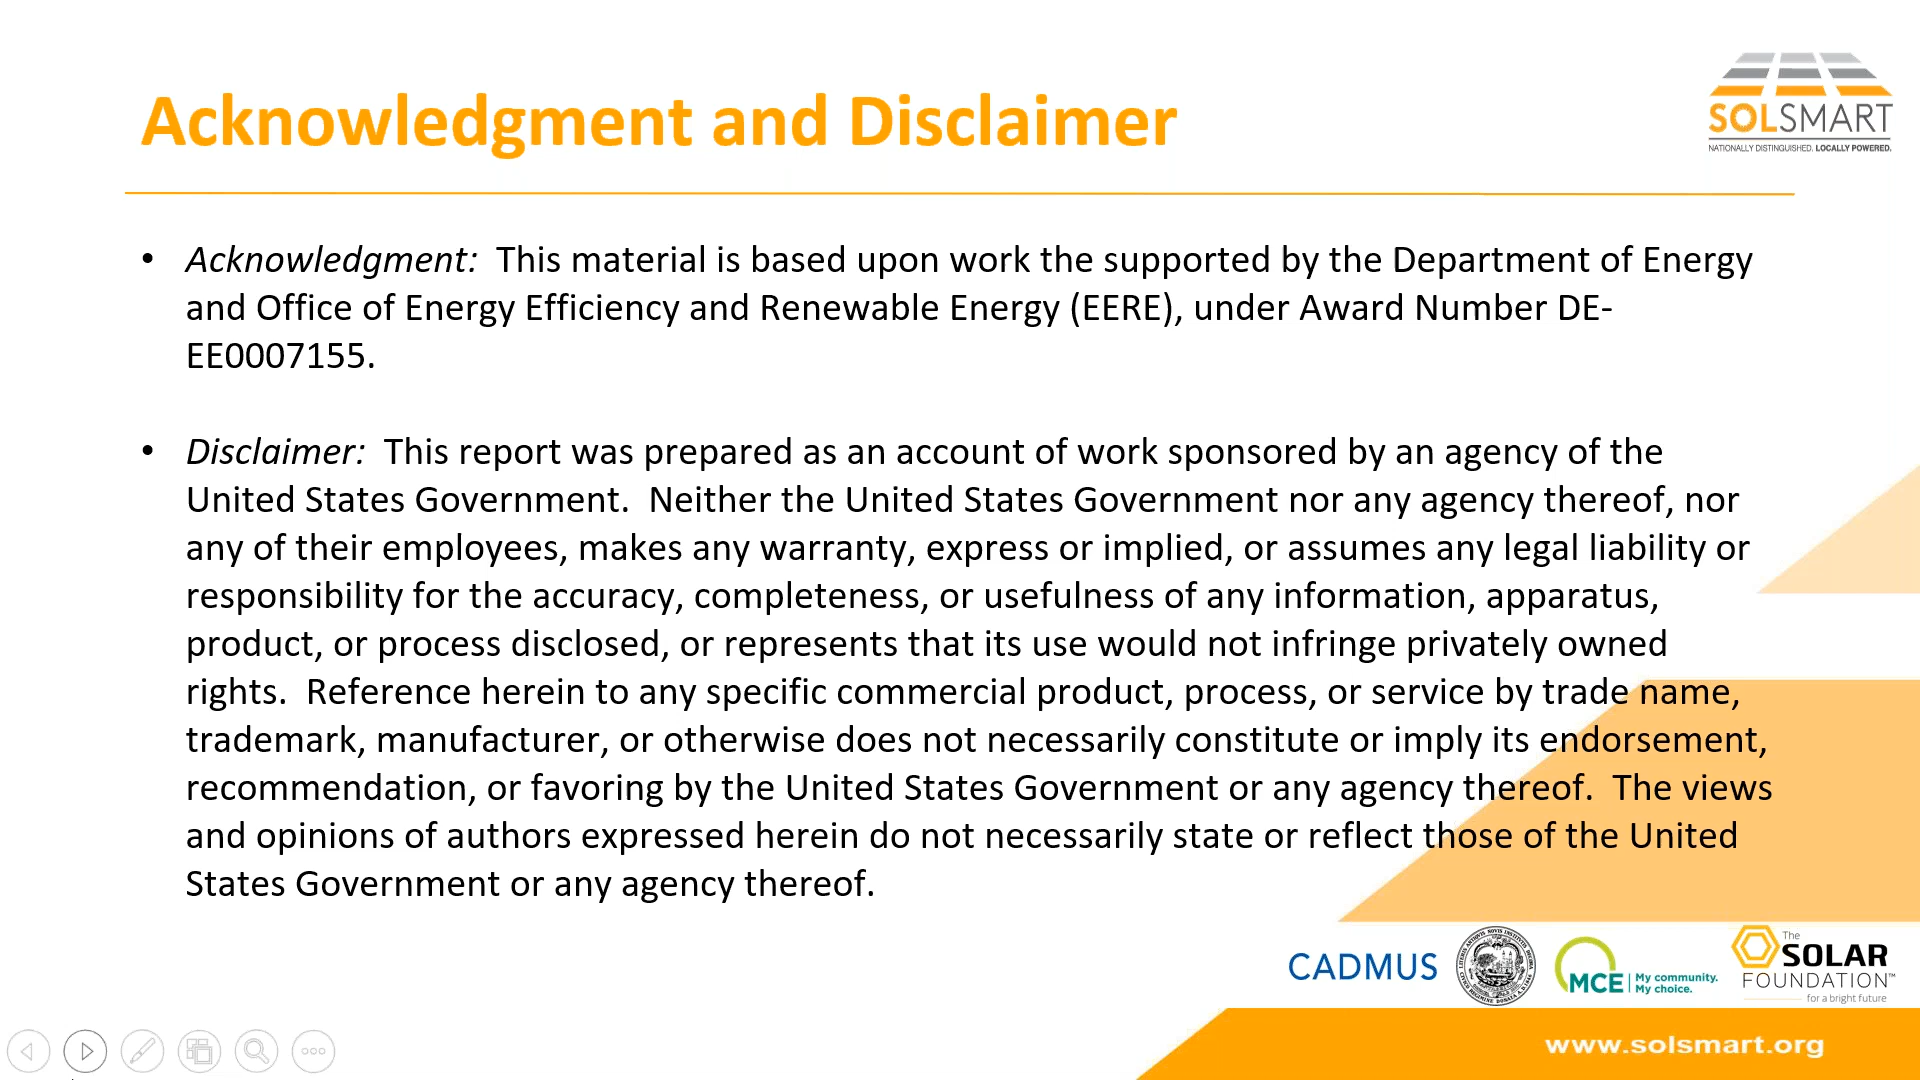 Acknowledgment and Disclaimer
SOLSMART
NATIONALLY DISTINGUISHED. LOCALLY POWERED.
• Acknowledgment:  This material is based upon work the supported by the Department of Energy
and Office of Energy Efficiency and Renewable Energy (EERE), under Award Number DE-
EE0007155.
• Disclaimer:  This report was prepared as an account of work sponsored by an agency of the
United States Government.  Neither the United States Government nor any agency thereof, nor
any of their employees, makes any warranty, express or implied, or assumes any legal liability or
responsibility for the accuracy, completeness, or usefulness of any information, apparatus,
product, or process disclosed, or represents that its use would not infringe privately owned
rights.  Reference herein to any specific commercial product, process, or service by trade name,
trademark, manufacturer, or otherwise does not necessarily constitute or imply its endorsement,
recommendation, or favoring by the United States Government or any agency thereof.  The views
and opinions of authors expressed herein do not necessarily state or reflect those of the United
States Government or any agency thereof.
CADMUS
MCE My community.
My choice.
The
SOLAR
FOUNDATION™
for a bright future
www.solsmart.org